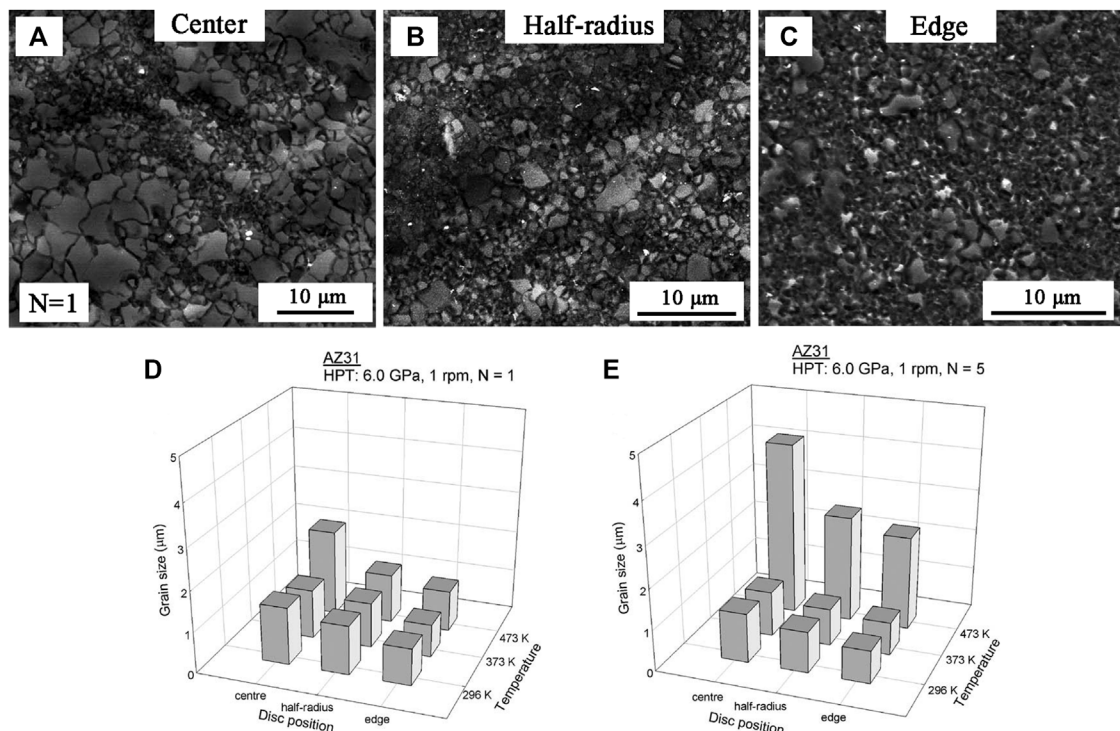 A
Center
N=1
10 μm
B
Half-radius
10 μm
C
Edge
10 μm
D
AZ31
HPT: 6.0 GPa, 1 rpm, N = 1
Grain size (μm)
5
4
3
2
1
0
centre
half-radius
edge
Disc position
296 K
373 K
473 K
Temperature
E
AZ31
HPT: 6.0 GPa, 1 rpm, N = 5
Grain size (μm)
5
4
3
2
1
0
centre
half-radius
edge
Disc position
296 K
373 K
473 K
Temperature